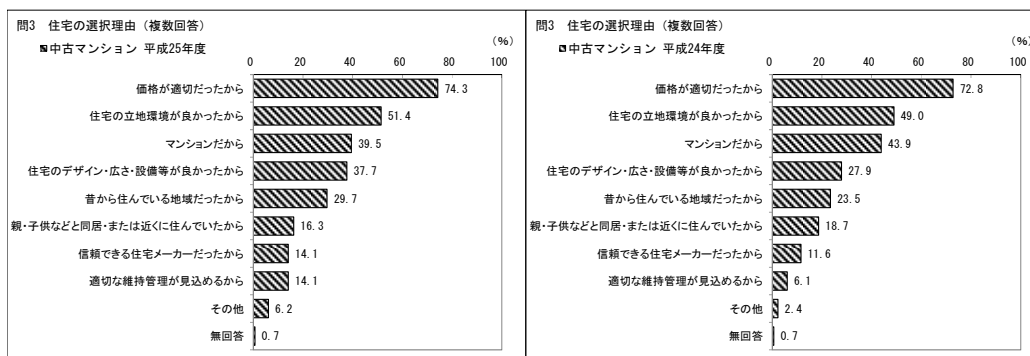 問3 住宅の選択理由（複数回答）
中古マンション 平成25年度
（%）
0 20 40 60 80 100
価格が適切だったから 74.3
住宅の立地環境が良かったから 51.4
マンションだから 39.5
住宅のデザイン・広さ・設備等が良かったから 37.7
昔から住んでいる地域だったから 29.7
親・子供などと同居・または近くに住んでいたから 16.3
信頼できる住宅メーカーだったから 14.1
適切な維持管理が見込めるから 14.1
その他 6.2
無回答 0.7
問3 住宅の選択理由（複数回答）
中古マンション 平成24年度
（%）
0 20 40 60 80 100
価格が適切だったから 72.8
住宅の立地環境が良かったから 49.0
マンションだから 43.9
住宅のデザイン・広さ・設備等が良かったから 27.9
昔から住んでいる地域だったから 23.5
親・子供などと同居・または近くに住んでいたから 18.7
信頼できる住宅メーカーだったから 11.6
適切な維持管理が見込めるから 6.1
その他 2.4
無回答 0.7